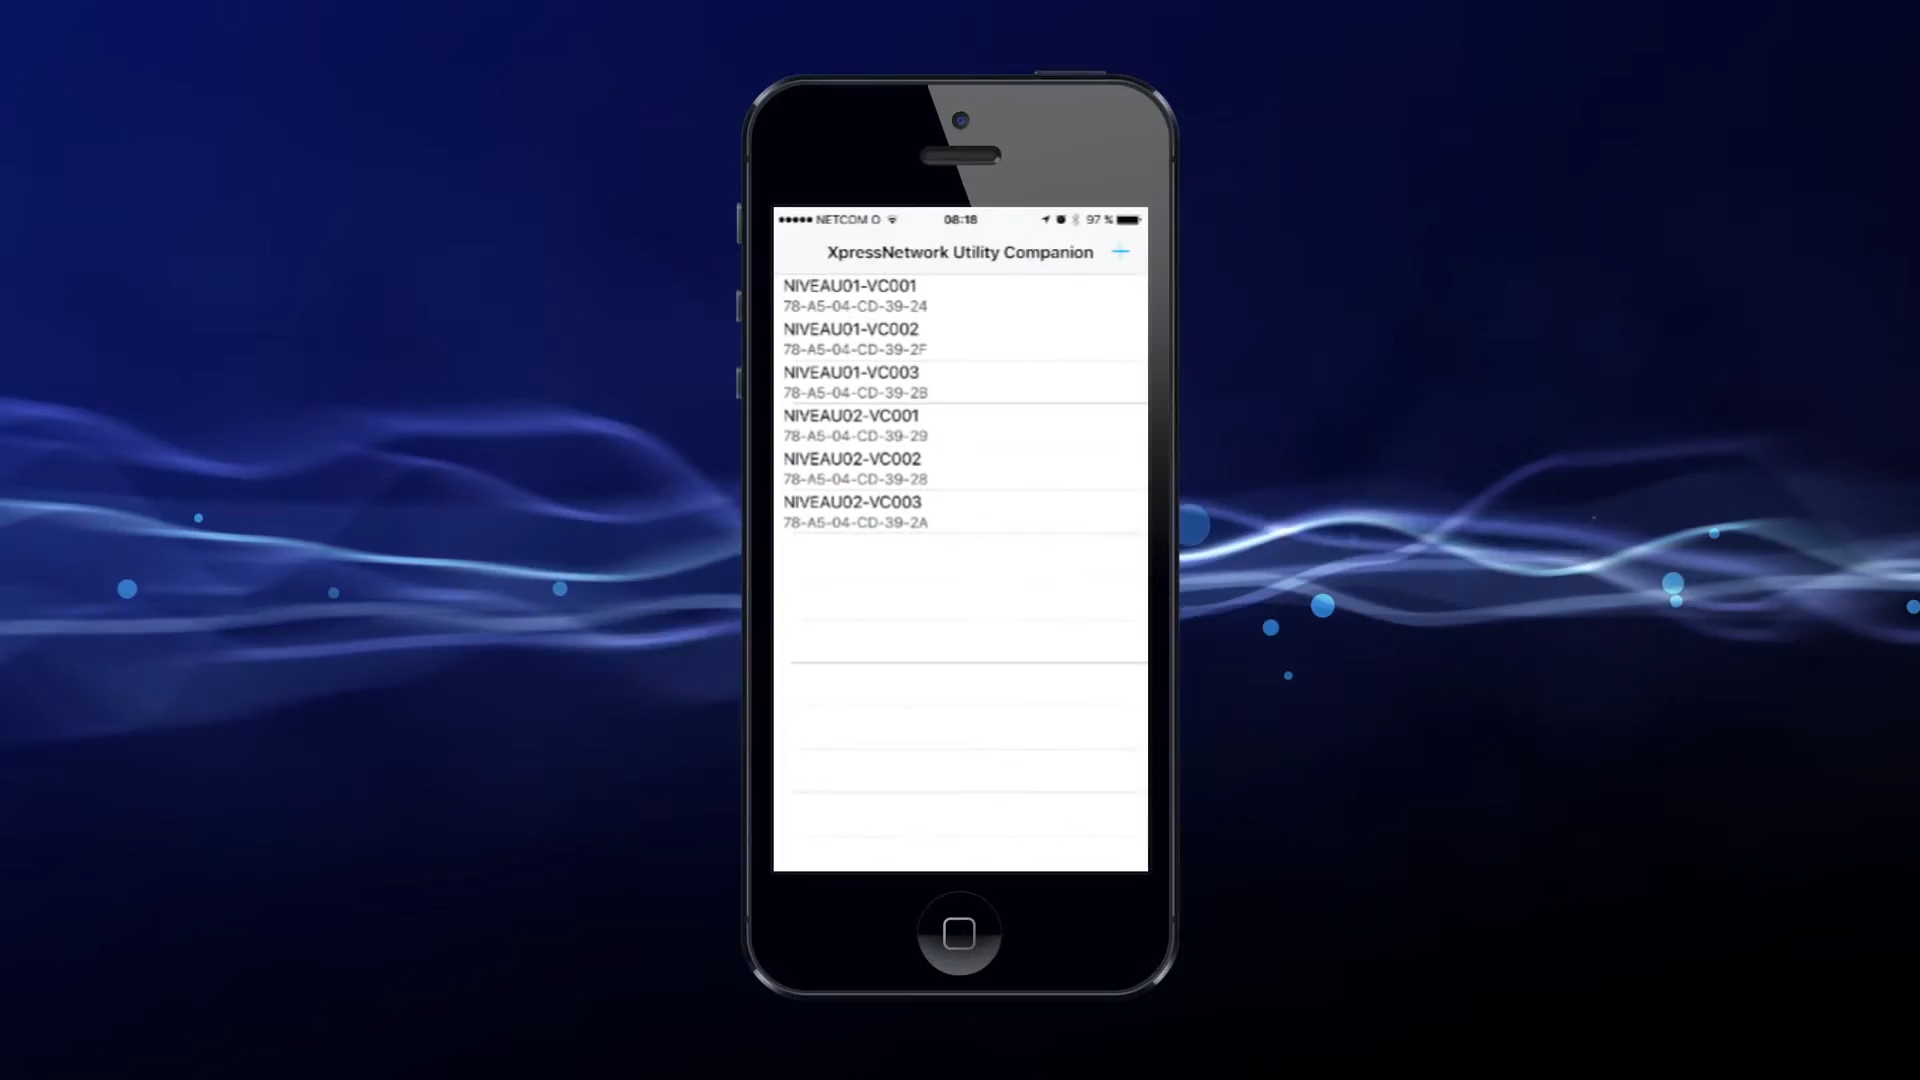 NETCOM O 08:18 97 %
XpressNetwork Utility Companion +
NIVEAU01-VC001
78-A5-04-CD-39-24
NIVEAU01-VC002
78-A5-04-CD-39-2F
NIVEAU01-VC003
78-A5-04-CD-39-2B
NIVEAU02-VC001
78-A5-04-CD-39-29
NIVEAU02-VC002
78-A5-04-CD-39-28
NIVEAU02-VC003
78-A5-04-CD-39-2A